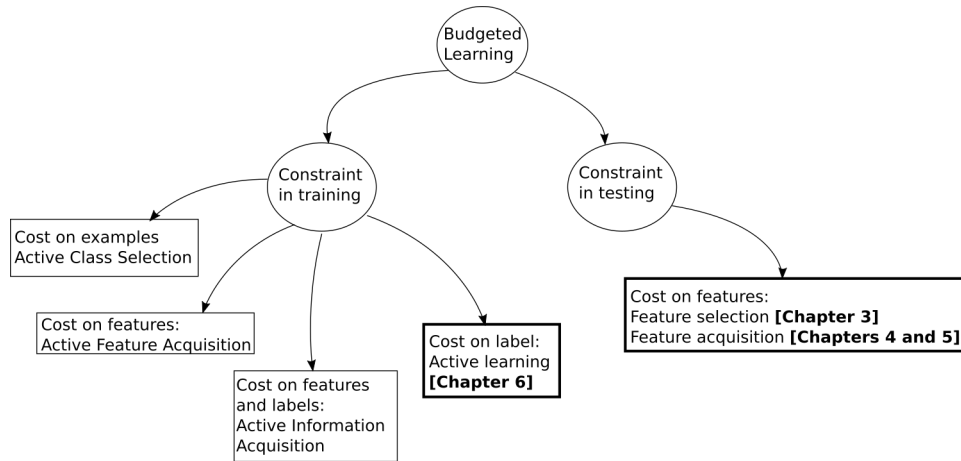 Budgeted
Learning
Constraint
in training
Constraint
in testing
Cost on examples
Active Class Selection
Cost on features:
Active Feature Acquisition
Cost on features
and labels:
Active Information
Acquisition
Cost on label:
Active learning
[Chapter 6]
Cost on features:
Feature selection [Chapter 3]
Feature acquisition [Chapters 4 and 5]